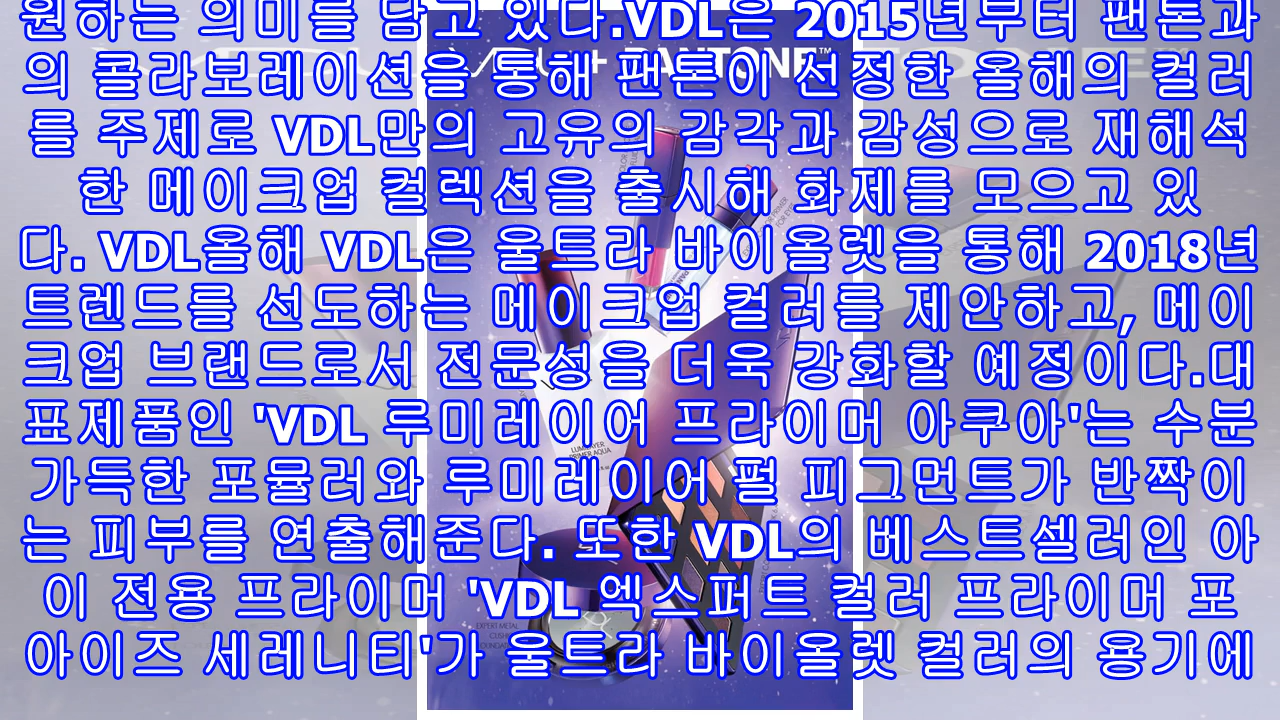 원하는 의미를 담고 있다.VDL은 2015년부터 팬톤과
의 콜라보레이션을 통해 팬톤이 선정한 올해의 컬러
를 주제로 VDL만의 고유의 감각과 감성으로 재해석
한 메이크업 컬렉션을 출시해 화제를 모으고 있
다. VDL올해 VDL은 울트라 바이올렛을 통해 2018년
트렌드를 선도하는 메이크업 컬러를 제안하고, 메이
크업 브랜드로서 전문성을 더욱 강화할 예정이다.대
표제품인 'VDL 루미레이어 프라이머 아쿠아'는 수분
가득한 포뮬러와 루미레이어 펄 피그먼트가 반짝이
는 피부를 연출해준다. 또한 VDL의 베스트셀러인 아
이 전용 프라이머 'VDL 엑스퍼트 컬러 프라이머 포
아이즈 세레니티'가 울트라 바이올렛 컬러의 용기에
+ PANTONE™
LUMILAYER
PRIMER AQUA
EXPERT METAL